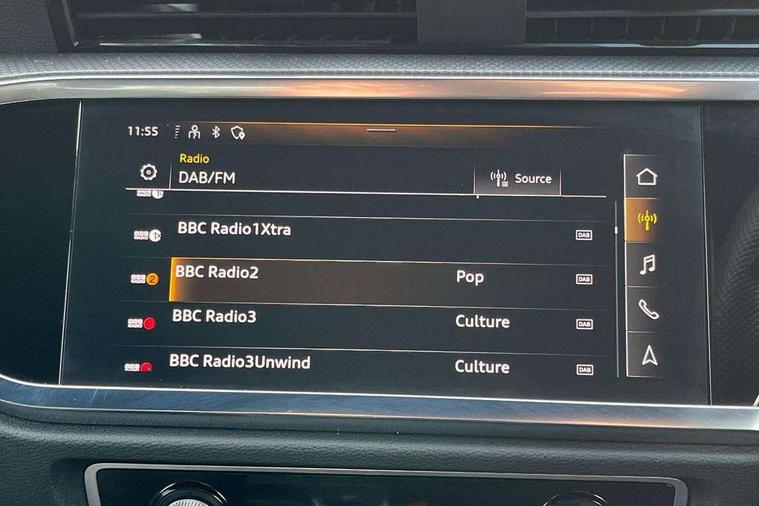 11:55
Radio
DAB/FM
Source
BBC Radio1Xtra
DAB
BBC Radio2 Pop
DAB
2
BBC Radio3 Culture
DAB
BBC Radio3Unwind Culture
DAB